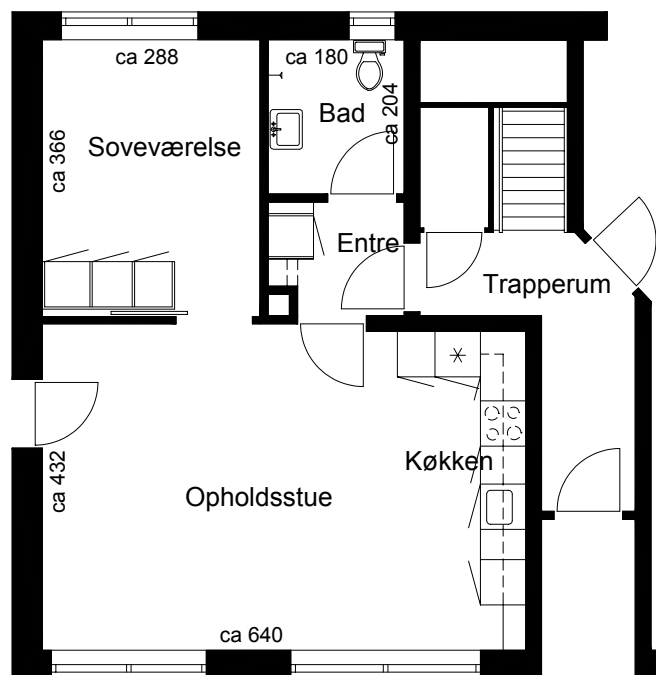 ca 288
ca 180
Bad
ca 204
Soveværelse
ca 366
Entre
Trapperum
Køkken
ca 432
Opholdsstue
ca 640